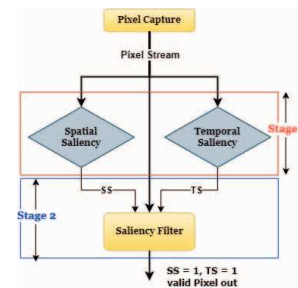 Pixel Capture
Pixel Stream
Spatial
Saliency
Temporal
Saliency
Stage
SS
TS
Stage 2
Saliency Filter
SS = 1, TS = 1
valid Pixel out